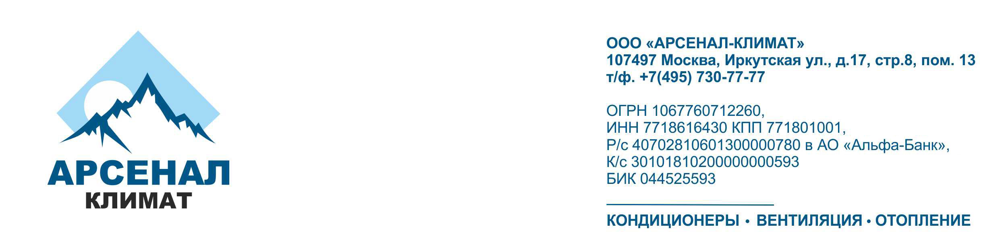 АРСЕНАЛ
КЛИМАТ
ООО «АРСЕНАЛ-КЛИМАТ»
107497 Москва, Иркутская ул., д.17, стр.8, пом. 13
т/ф. +7(495) 730-77-77
ОГРН 1067760712260,
ИНН 7718616430 КПП 771801001,
Р/с 40702810601300000780 в АО «Альфа-Банк»,
К/с 30101810200000000593
БИК 044525593
КОНДИЦИОНЕРЫ • ВЕНТИЛЯЦИЯ • ОТОПЛЕНИЕ